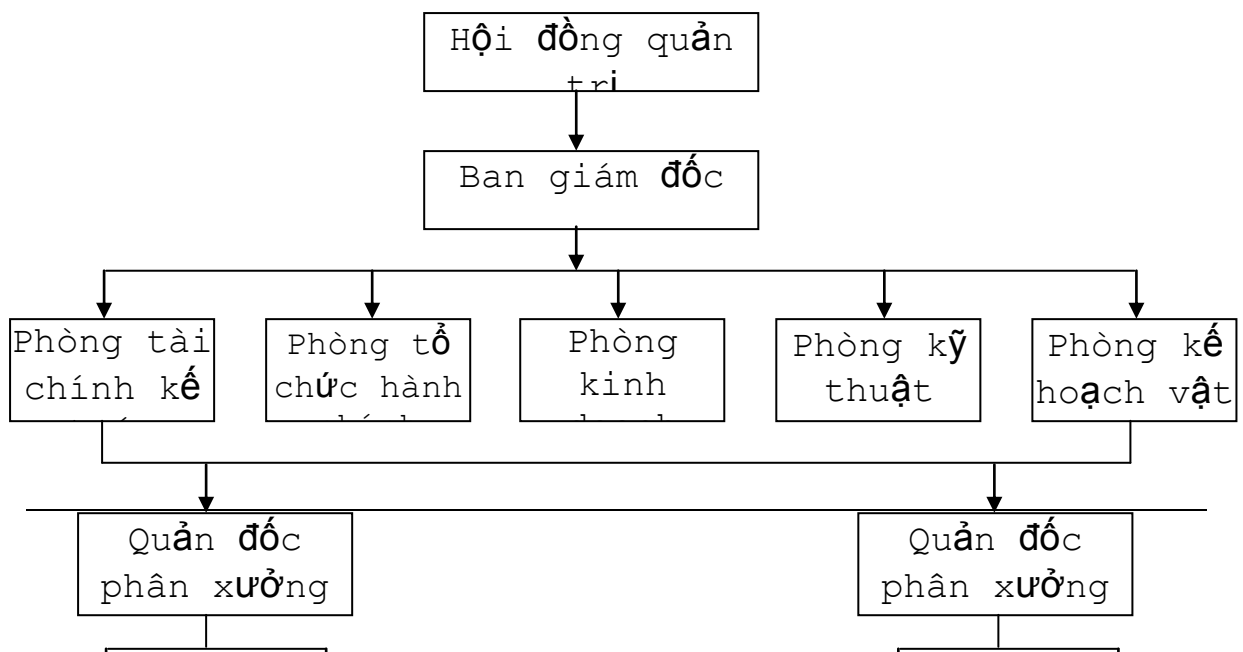 Hội đồng quản
trị
Ban giám đốc
Phòng tài
chính kế
Phòng tổ
chức hành
Phòng
kinh
Phòng kỹ
thuật
Phòng kế
hoạch vật
Quản đốc
phân xưởng
Quản đốc
phân xưởng